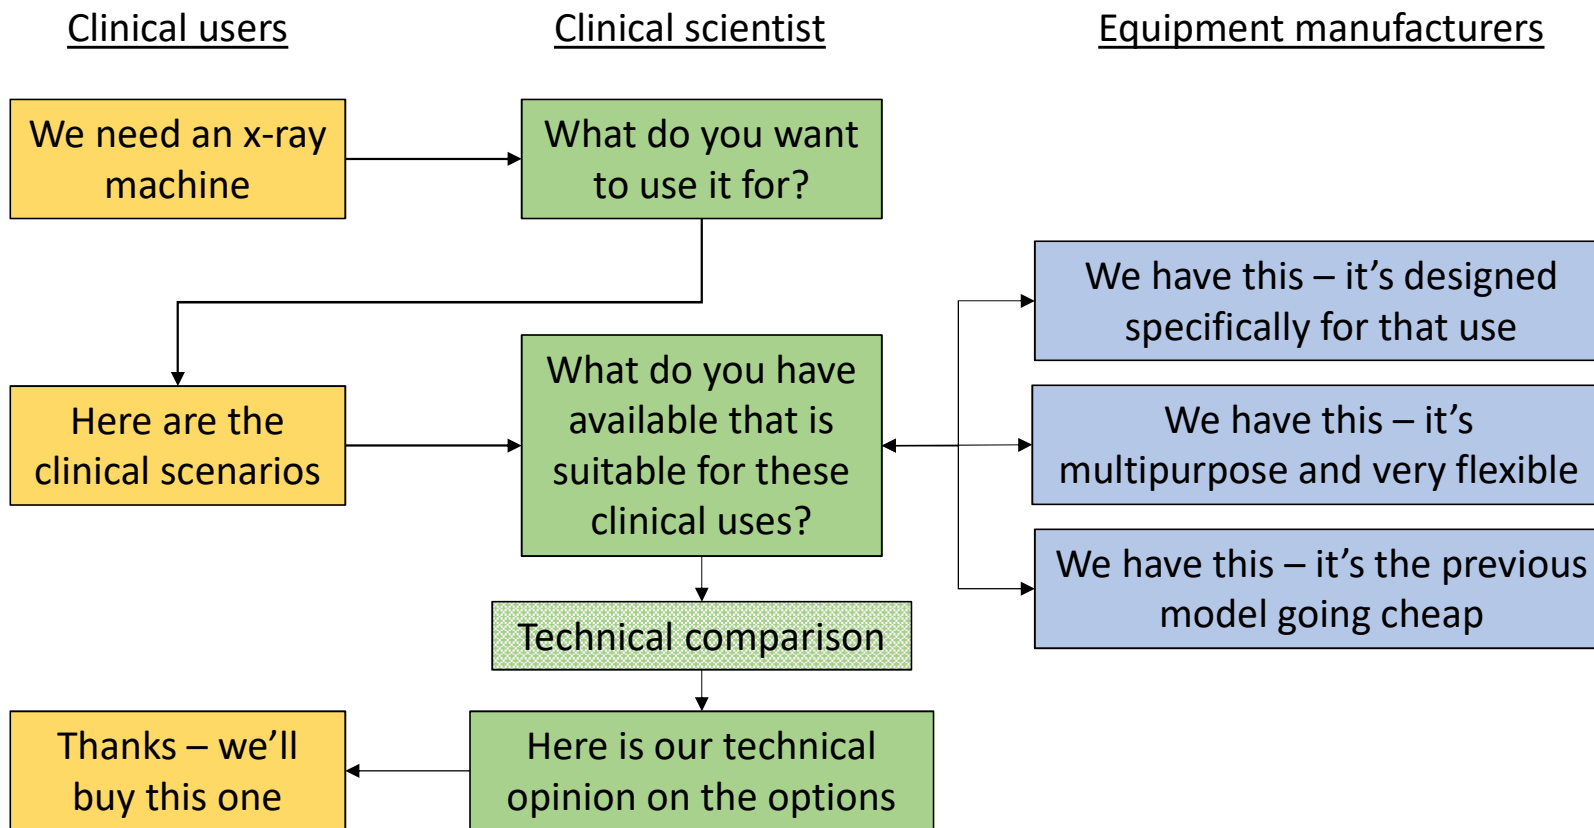 Clinical users
Clinical scientist
Equipment manufacturers
We need an x-ray
machine
What do you want
to use it for?
We have this – it’s designed
specifically for that use
Here are the
clinical scenarios
What do you have
available that is
suitable for these
clinical uses?
We have this – it’s
multipurpose and very flexible
We have this – it’s the previous
model going cheap
Technical comparison
Thanks – we’ll
buy this one
Here is our technical
opinion on the options